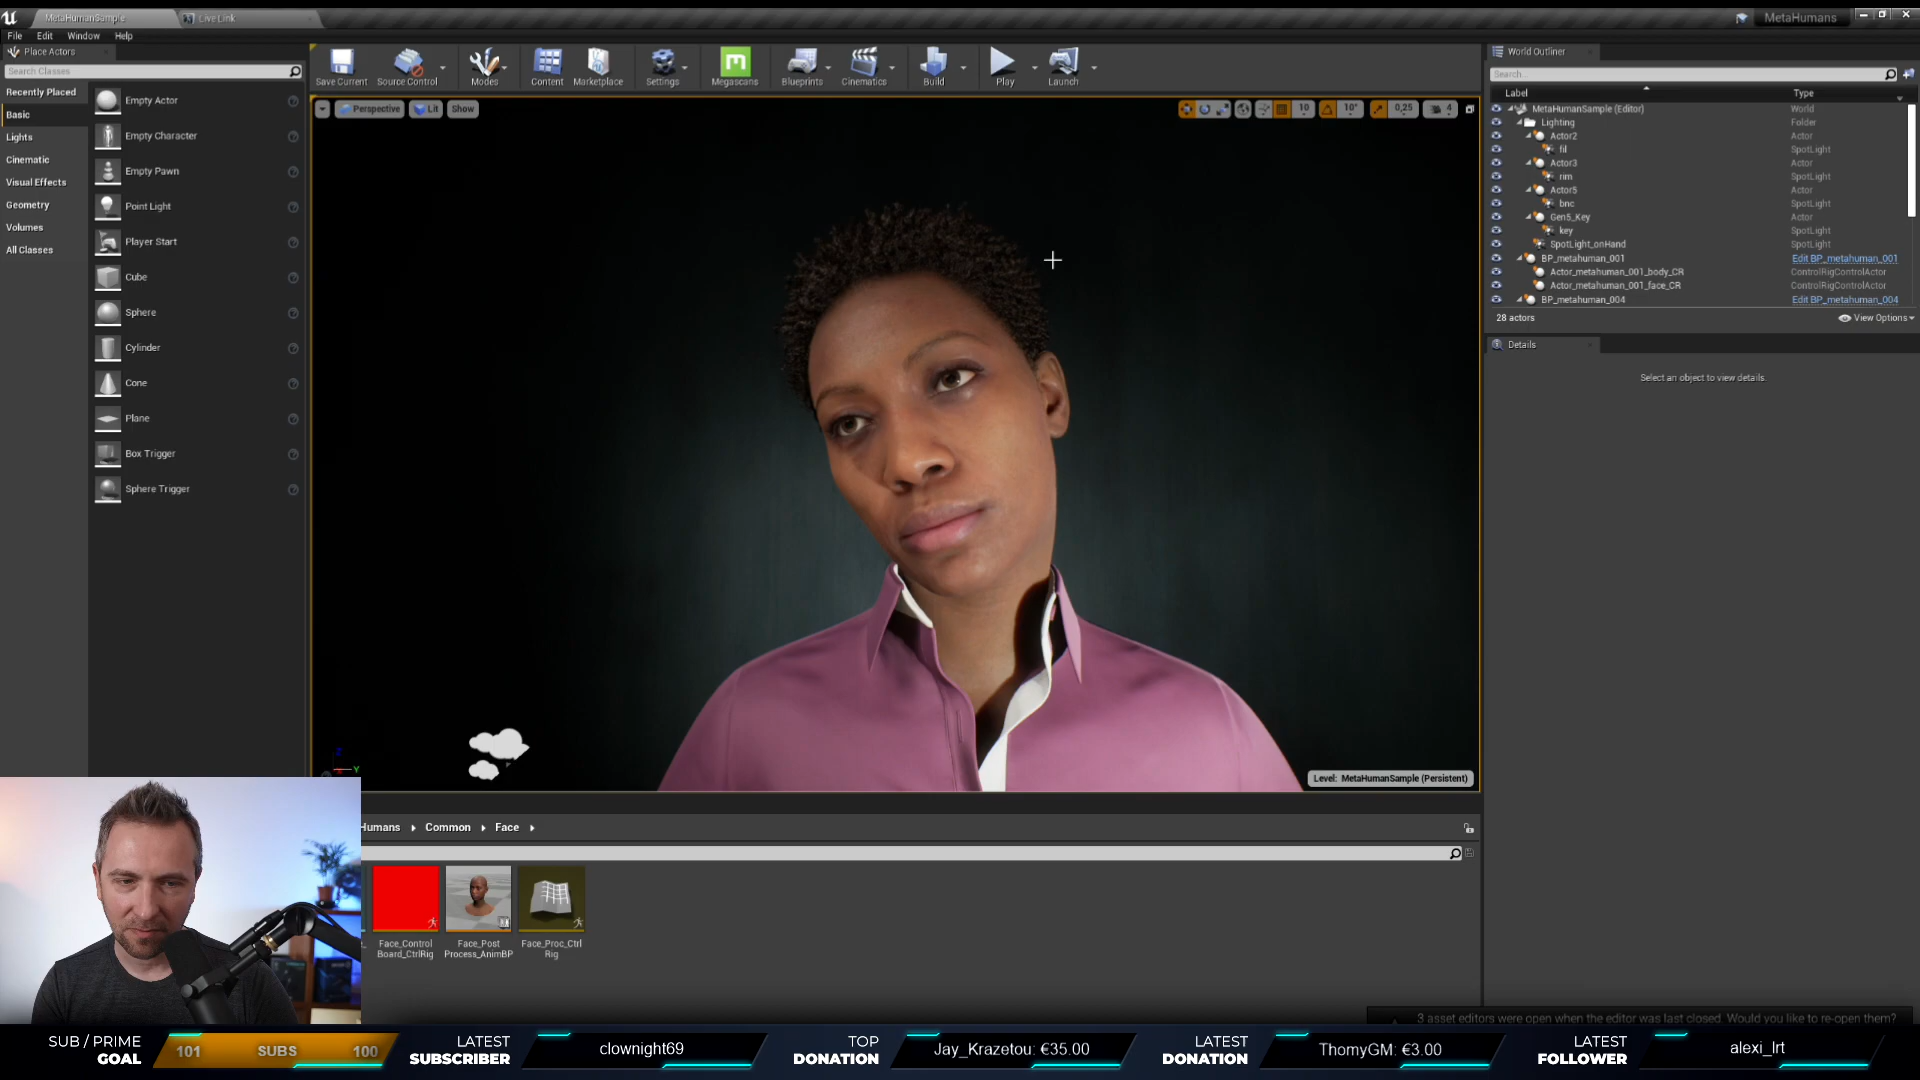 MetaHumanSample
Live Link
MetaHumans
File
Edit
Window
Help
Place Actors
Search Classes
Recently Placed
Basic
Lights
Cinematic
Visual Effects
Geometry
Volumes
All Classes
Empty Actor
Empty Character
Empty Pawn
Point Light
Player Start
Cube
Sphere
Cylinder
Cone
Plane
Box Trigger
Sphere Trigger
Save Current
Source Control
Modes
Content
Marketplace
Settings
Megascans
Blueprints
Cinematics
Build
Play
Launch
Perspective
Lit
Show
10
10°
0,25
4
Level: MetaHumanSample (Persistent)
World Outliner
Search...
Label
Type
MetaHumanSample (Editor)
World
Lighting
Folder
Actor2
Actor
fil
SpotLight
Actor3
Actor
rim
SpotLight
Actor5
Actor
bnc
SpotLight
Gen5_Key
Actor
key
SpotLight
SpotLight_onHand
SpotLight
BP_metahuman_001
Edit BP_metahuman_001
Actor_metahuman_001_body_CR
ControlRigControlActor
Actor_metahuman_001_face_CR
ControlRigControlActor
BP_metahuman_004
Edit BP_metahuman_004
28 actors
View Options
Details
Select an object to view details.
Humans
Common
Face
Face_Control
Board_CtrlRig
Face_Post
Process_AnimBP
Face_Proc_Ctrl
Rig
3 asset editors were open when the editor was last closed. Would you like to re-open them?
SUB / PRIME
GOAL
101
SUBS
100
LATEST
SUBSCRIBER
clownight69
TOP
DONATION
Jay_Krazetou: €35.00
LATEST
DONATION
ThomyGM: €3.00
LATEST
FOLLOWER
alexi_lrt